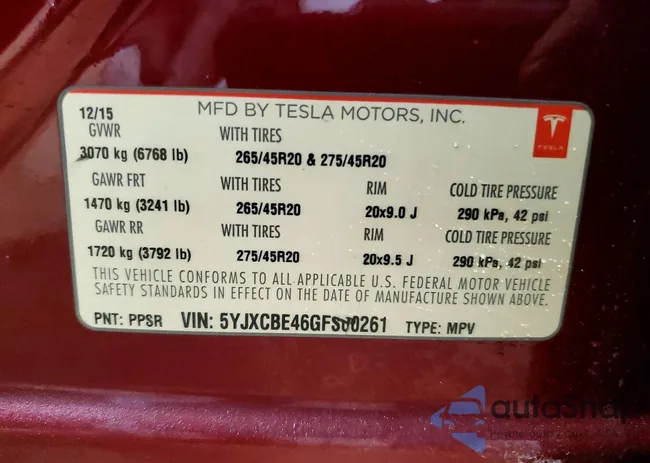 12/15 MFD BY TESLA MOTORS, INC.
GVWR WITH TIRES
3070 kg (6768 lb) 265/45R20 & 275/45R20
GAWR FRT WITH TIRES RIM COLD TIRE PRESSURE
1470 kg (3241 lb) 265/45R20 20x9.0 J 290 kPa, 42 psi
GAWR RR WITH TIRES RIM COLD TIRE PRESSURE
1720 kg (3792 lb) 275/45R20 20x9.5 J 290 kPa, 42 psi
THIS VEHICLE CONFORMS TO ALL APPLICABLE U.S. FEDERAL MOTOR VEHICLE
SAFETY STANDARDS IN EFFECT ON THE DATE OF MANUFACTURE SHOWN ABOVE.
PNT: PPSR VIN: 5YJXCBE46GFS00261 TYPE: MPV
TESLA
autoSnap